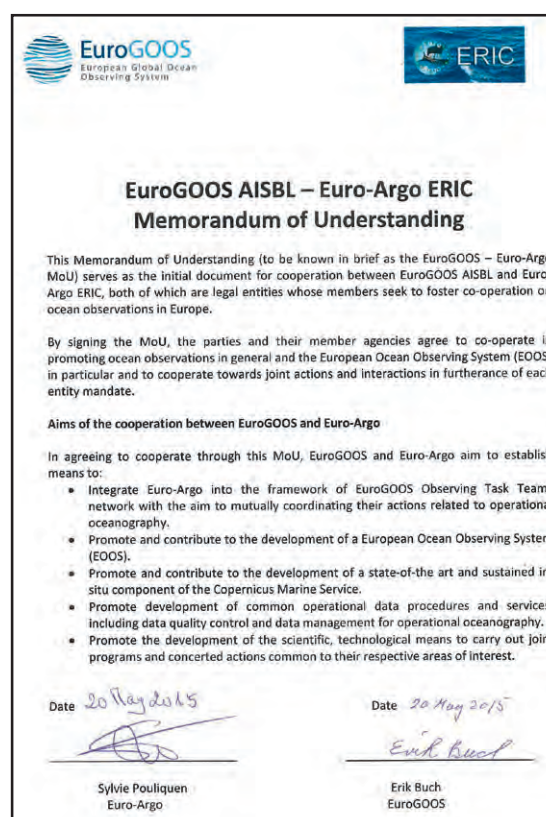 EuroGOOS
European Global Ocean
Observing System
ERIC
EuroGOOS AISBL – Euro-Argo ERIC
Memorandum of Understanding
This Memorandum of Understanding (to be known in brief as the EuroGOOS – Euro-Argo
MoU) serves as the initial document for cooperation between EuroGOOS AISBL and Euro
Argo ERIC, both of which are legal entities whose members seek to foster co-operation o
ocean observations in Europe.
By signing the MoU, the parties and their member agencies agree to co-operate i
promoting ocean observations in general and the European Ocean Observing System (EOOS
in particular and to cooperate towards joint actions and interactions in furtherance of eac
entity mandate.
Aims of the cooperation between EuroGOOS and Euro-Argo
In agreeing to cooperate through this MoU, EuroGOOS and Euro-Argo aim to establis
means to:
• Integrate Euro-Argo into the framework of EuroGOOS Observing Task Team
network with the aim to mutually coordinating their actions related to operationa
oceanography.
• Promote and contribute to the development of a European Ocean Observing System
(EOOS).
• Promote and contribute to the development of a state-of-the art and sustained in
situ component of the Copernicus Marine Service.
• Promote development of common operational data procedures and services
including data quality control and data management for operational oceanography.
• Promote the development of the scientific, technological means to carry out join
programs and concerted actions common to their respective areas of interest.
Date 20 May 2015
Date 20 May 2015
Erik Buch
Sylvie Pouliquen
Euro-Argo
Erik Buch
EuroGOOS